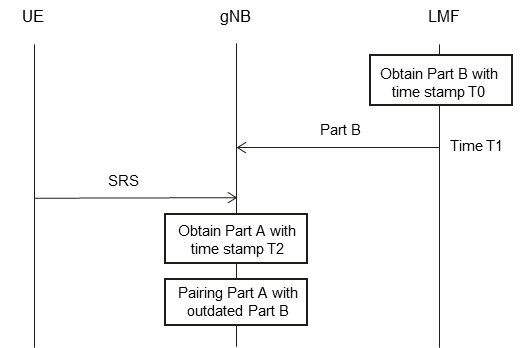 UE
gNB
LMF
Obtain Part B with
time stamp T0
Part B
Time T1
SRS
Obtain Part A with
time stamp T2
Pairing Part A with
outdated Part B